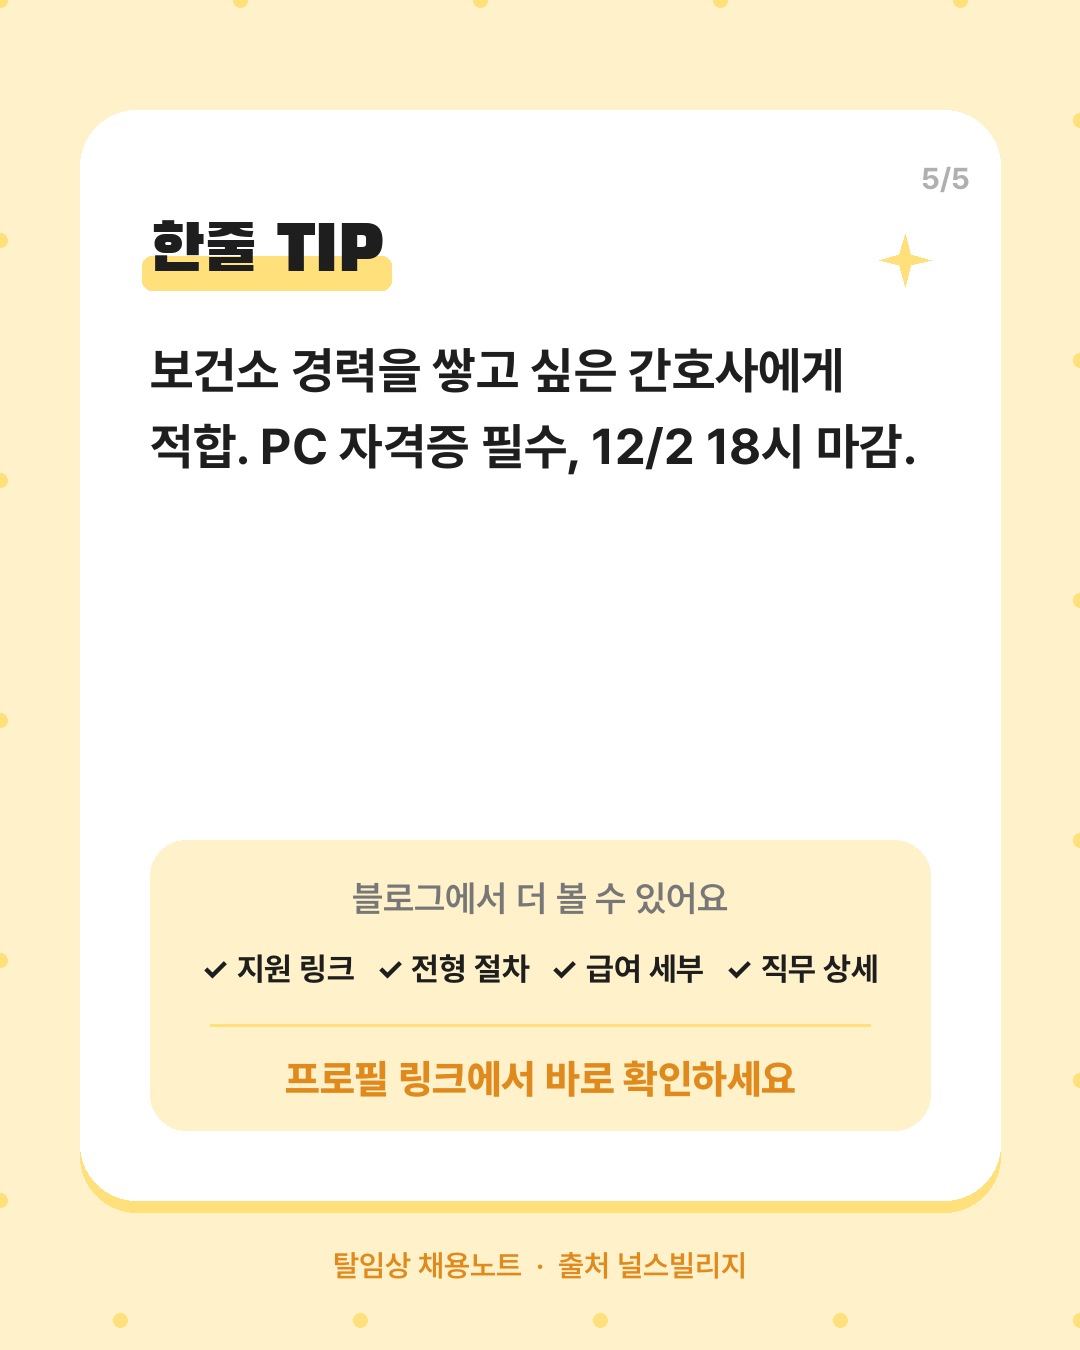 5/5
한줄 TIP
보건소 경력을 쌓고 싶은 간호사에게
적합. PC 자격증 필수, 12/2 18시 마감.
블로그에서 더 볼 수 있어요
✓ 지원 링크 ✓ 전형 절차 ✓ 급여 세부 ✓ 직무 상세
프로필 링크에서 바로 확인하세요
탈임상 채용노트 · 출처 널스빌리지